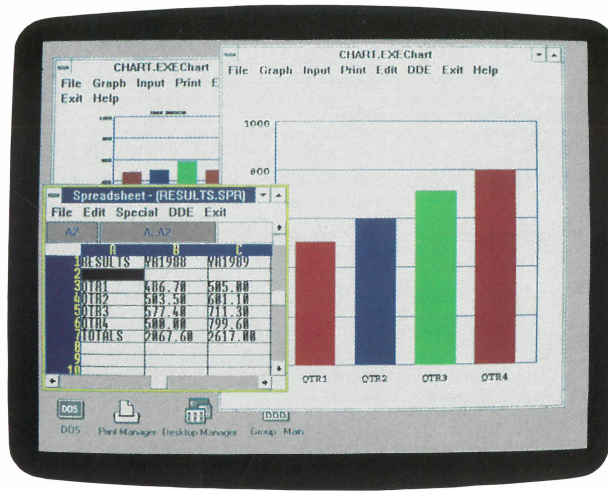 CHART.EXEChart
File Graph Input Print E
Exit Help
1000
CHART.EXEChart
File Graph Input Print Edit DDE Exit Help
1000
800
QTR1 QTR2 QTR3 QTR4
Spreadsheet - (RESULTS.SPR)
File Edit Special DDE Exit
A2 A_A2
A B C
1 RESULTS YR1988 YR1989
2
3 QTR1 486.70 505.00
4 QTR2 503.50 601.10
5 QTR3 577.40 711.30
6 QTR4 500.00 799.60
7 TOTALS 2067.60 2617.00
8
9
10
DOS
DOS Print Manager Desktop Manager Group - Main